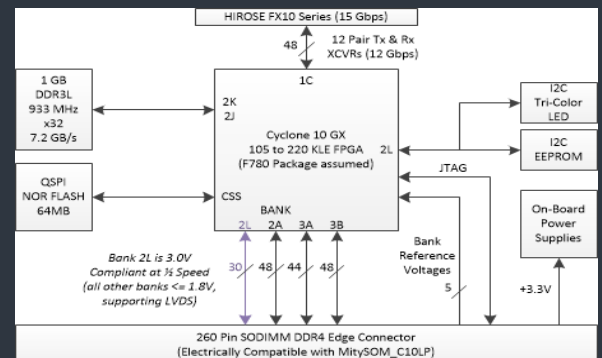 HIROSE FX10 Series (15 Gbps)
48
12 Pair Tx & Rx
XCVRs (12 Gbps)
1 GB
DDR3L
933 MHz
x32
7.2 GB/s
1C
2K
2J
Cyclone 10 GX
105 to 220 KLE FPGA
(F780 Package assumed)
2L
I2C
Tri-Color
LED
I2C
EEPROM
JTAG
QSPI
NOR FLASH
64MB
CSS
BANK
2L 2A 3A 3B
On-Board
Power
Supplies
Bank 2L is 3.0V
Compliant at ½ Speed
(all other banks <= 1.8V,
supporting LVDS)
30 48 44 48
Bank
Reference
Voltages
5
+3.3V
260 Pin SODIMM DDR4 Edge Connector
(Electrically Compatible with MitySOM_C10LP)